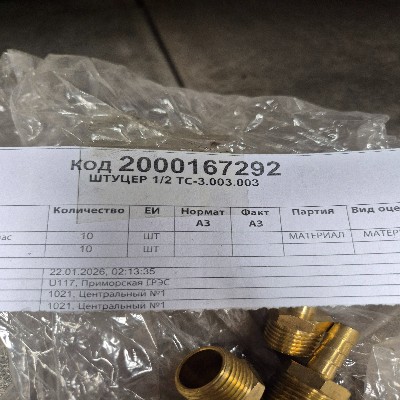 Код 2000167292
ШТУЦЕР 1/2 ТС-3.003.003
Количество ЕИ Нормат АЗ Факт АЗ Партия Вид оце
ас 10 ШТ МАТЕРИАЛ МАТЕР
10 ШТ
22.01.2026, 02:13:35
U117, Приморская ГРЭС
1021, Центральный №1
1021, Центральный №1